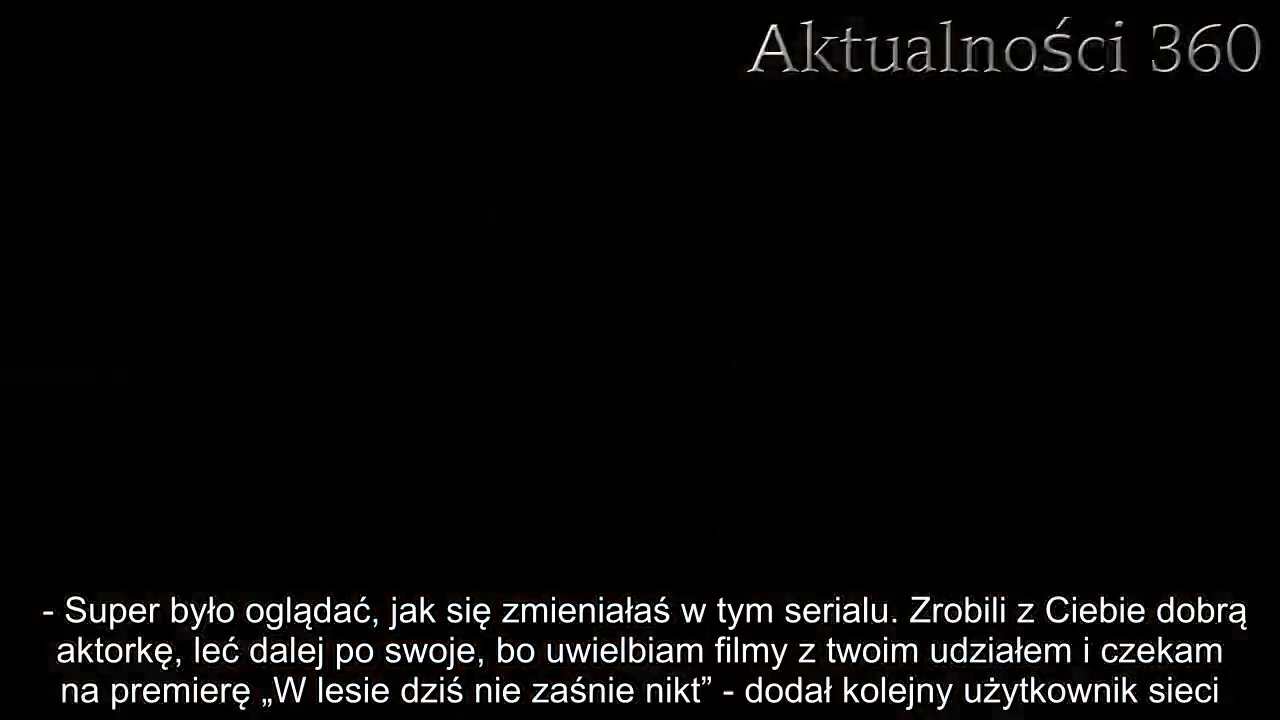 Aktualności 360
- Super było oglądać, jak się zmieniałaś w tym serialu. Zrobili z Ciebie dobrą
aktorkę, leć dalej po swoje, bo uwielbiam filmy z twoim udziałem i czekam
na premierę „W lesie dziś nie zaśnie nikt” - dodał kolejny użytkownik sieci